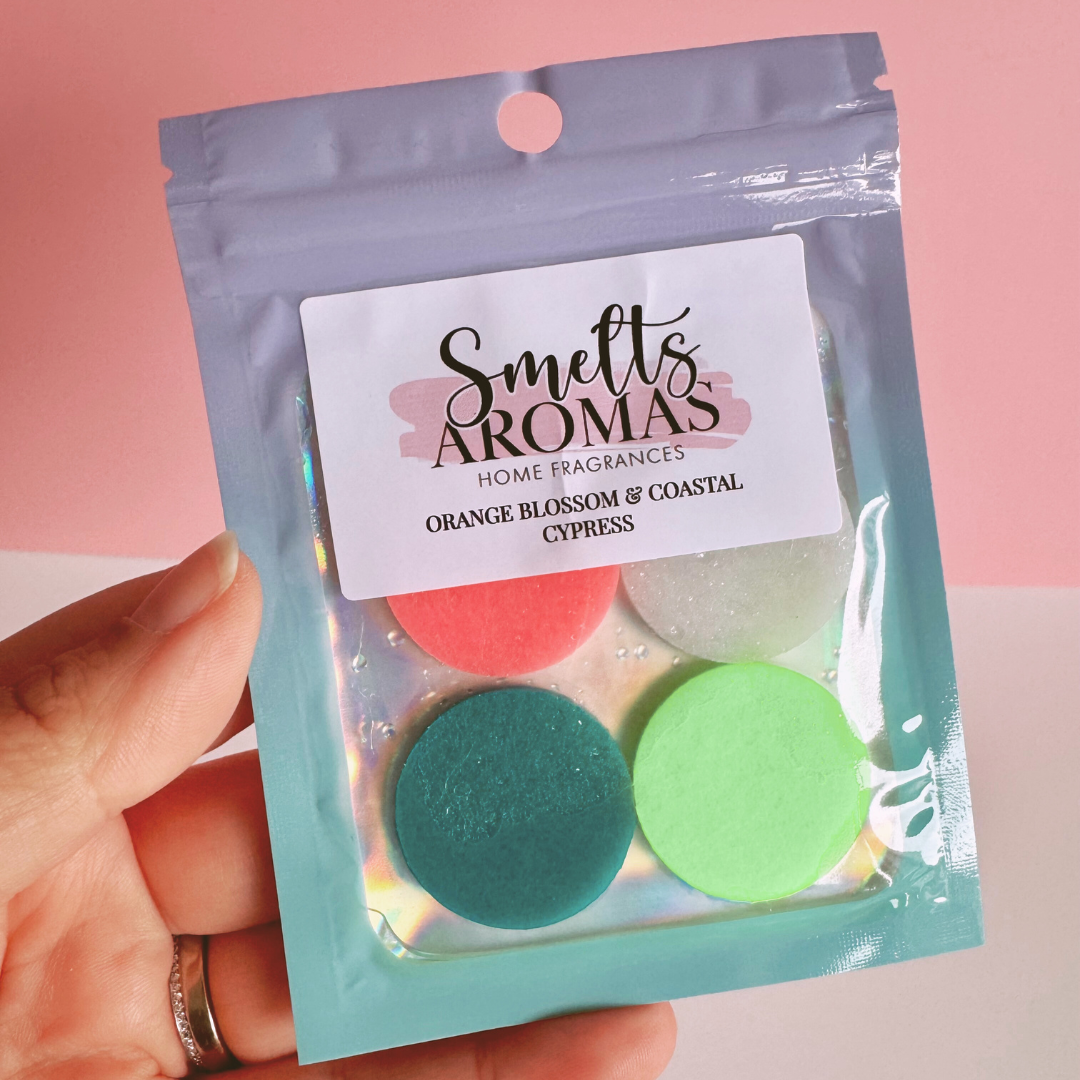 Smelts
AROMAS
HOME FRAGRANCES
ORANGE BLOSSOM & COASTAL
CYPRESS